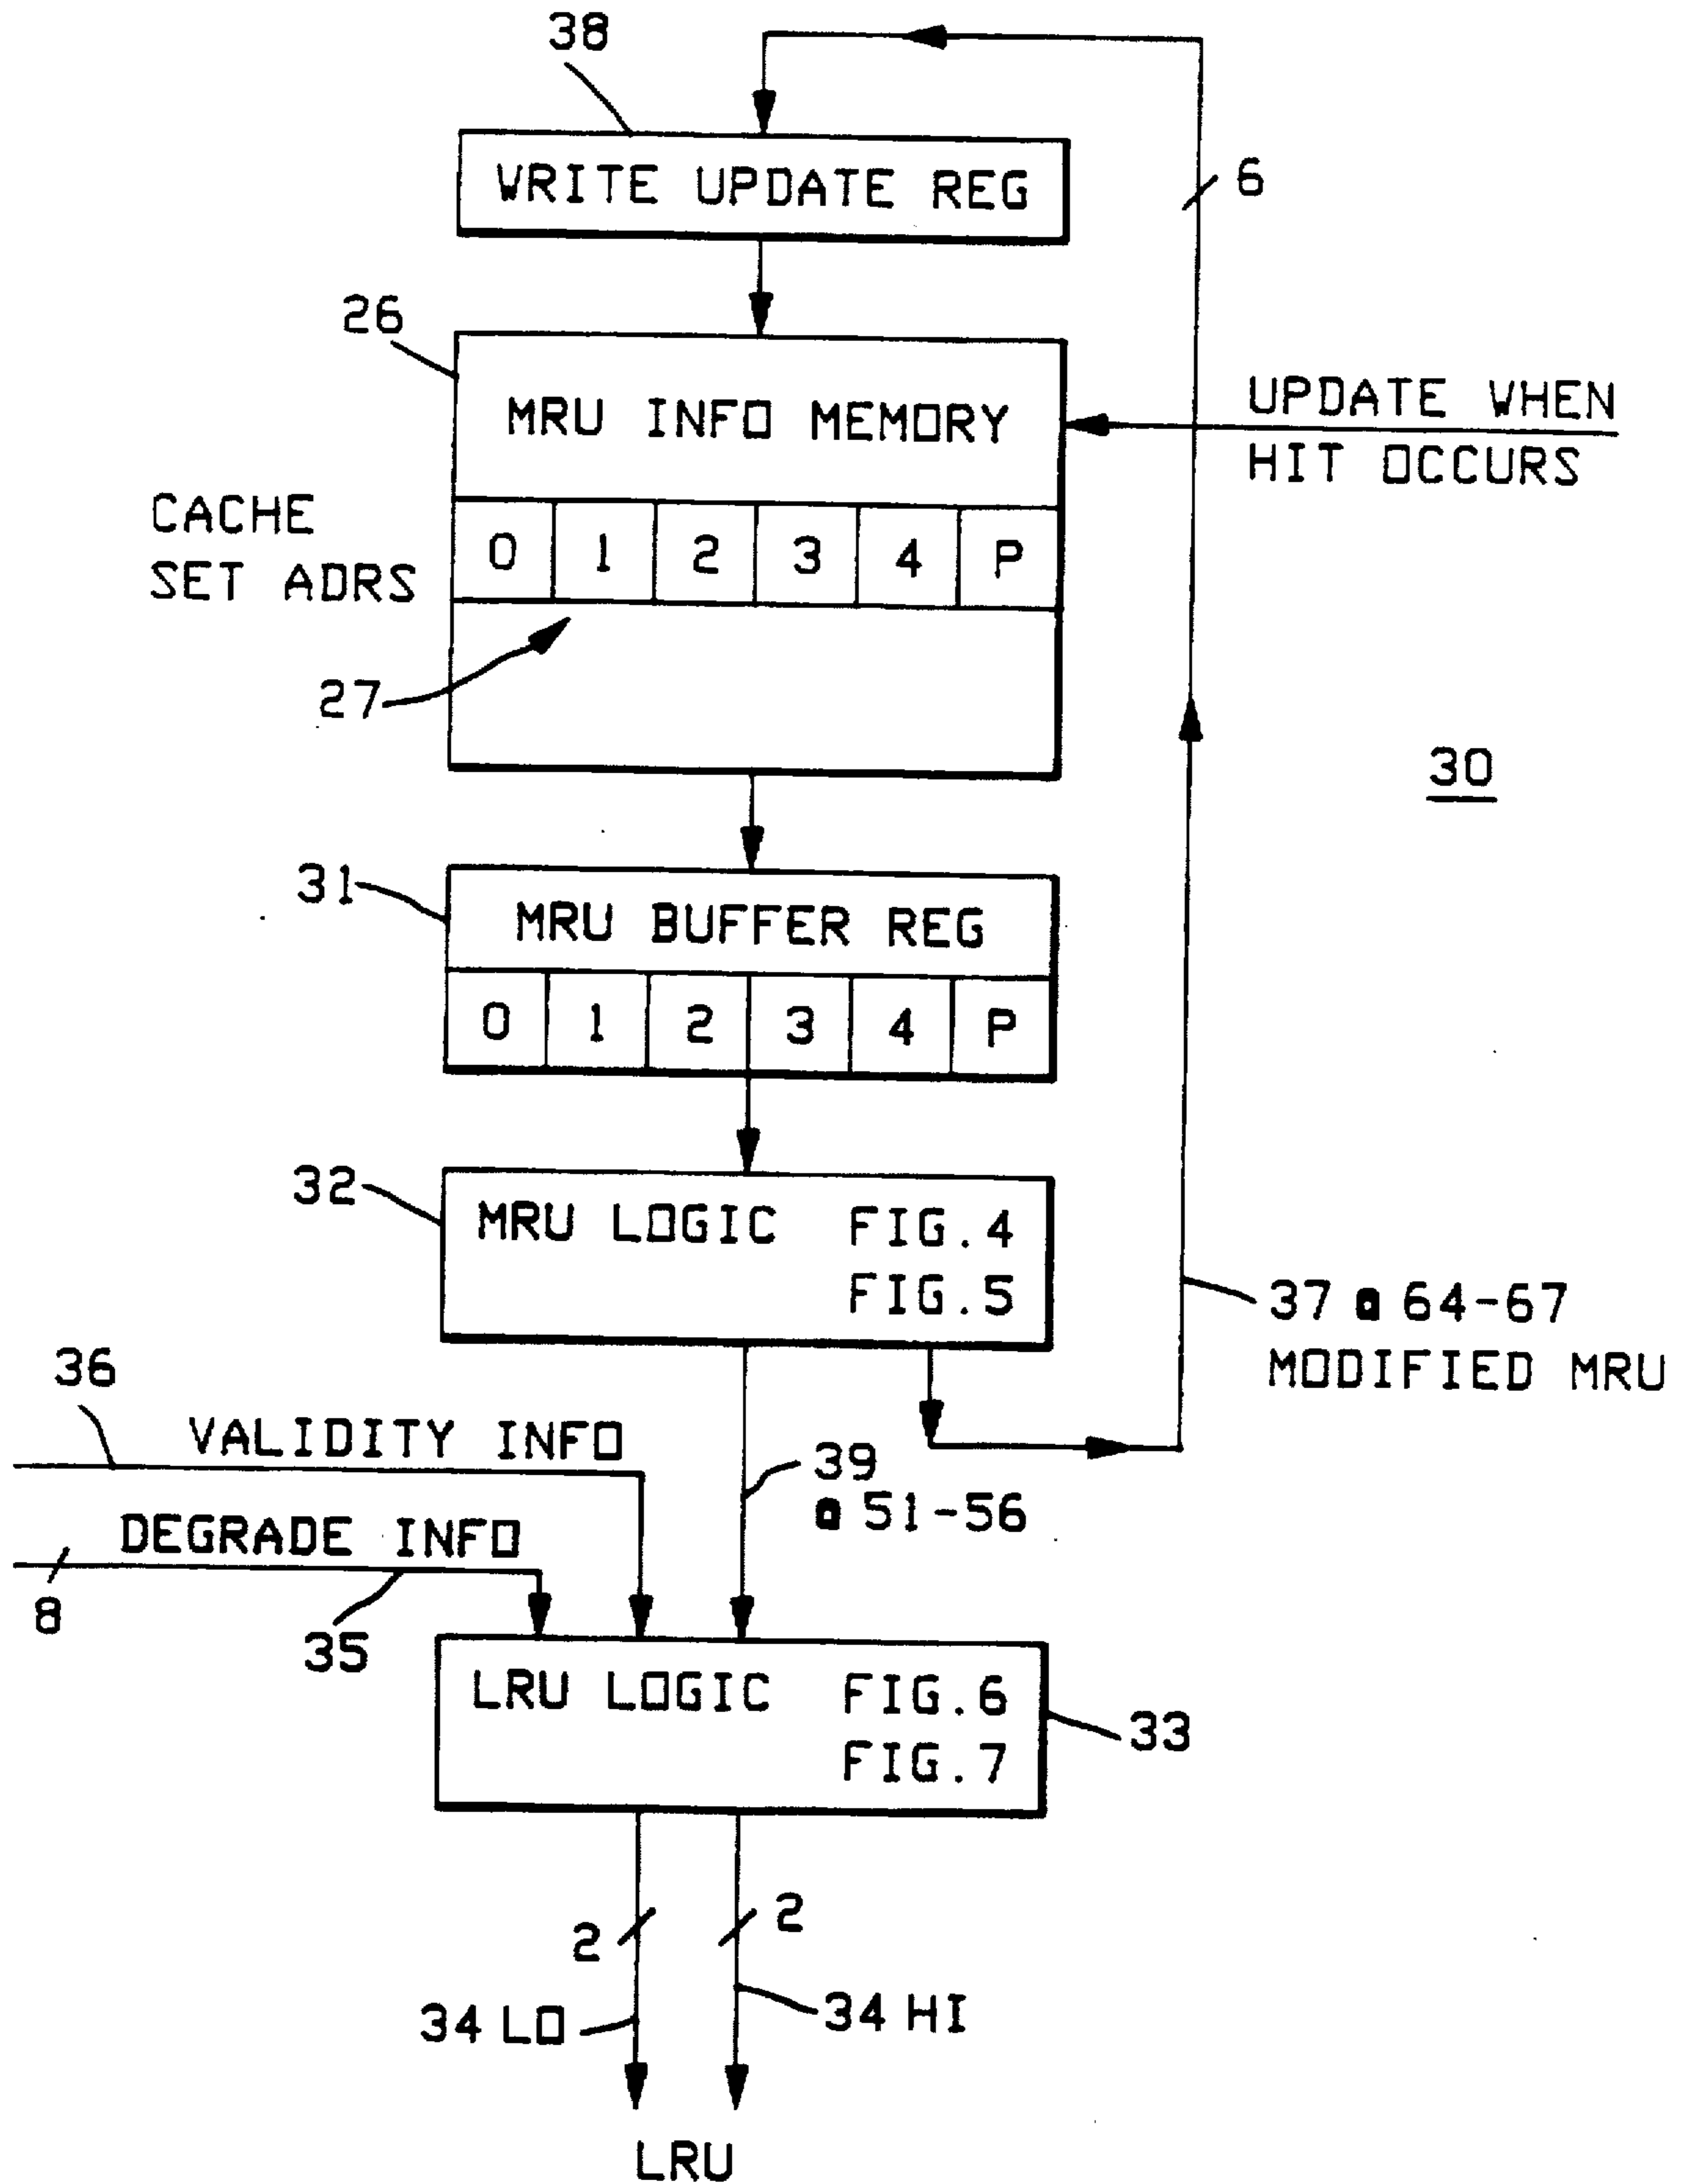 38
WRITE UPDATE REG
6
26
MRU INFO MEMORY
UPDATE WHEN
HIT OCCURS
CACHE
SET ADRS
0 1 2 3 4 P
27
30
31
MRU BUFFER REG
0 1 2 3 4 P
32
MRU LOGIC FIG.4
FIG.5
37 @ 64-67
MODIFIED MRU
36
VALIDITY INFO
39
@ 51-56
DEGRADE INFO
8
35
LRU LOGIC FIG.6
FIG.7
33
2
2
34 LO
34 HI
LRU